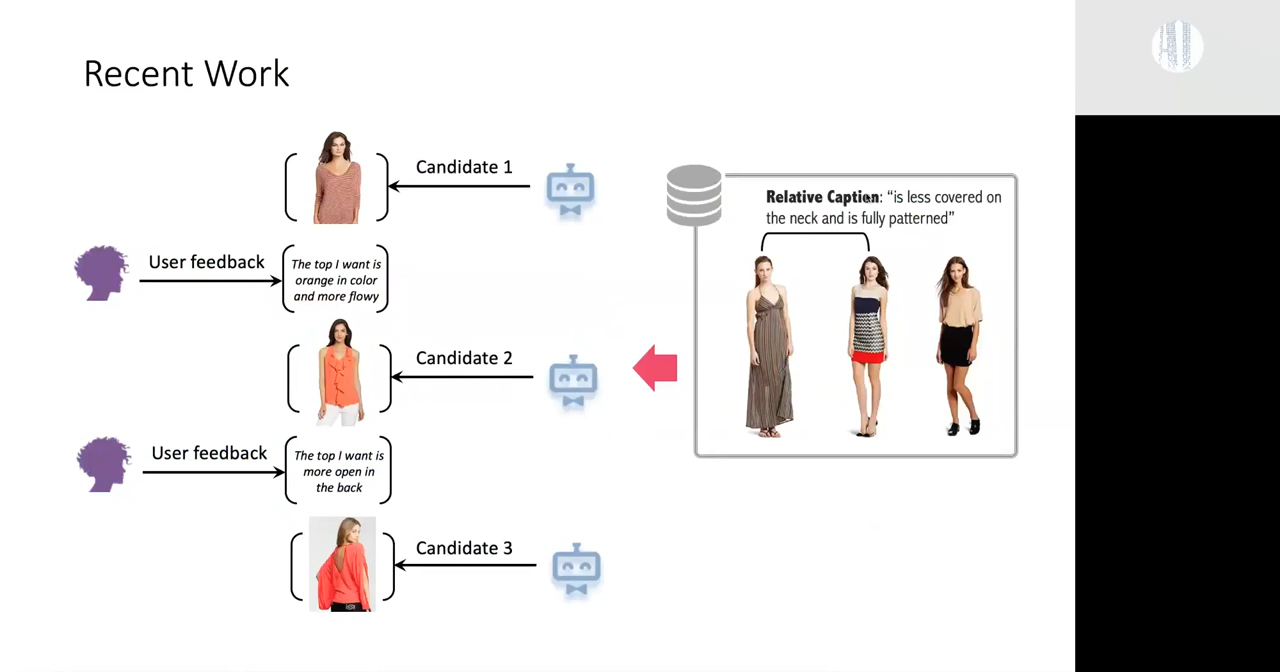 Recent Work
Candidate 1
User feedback
The top I want is
orange in color
and more flowy
Candidate 2
User feedback
The top I want is
more open in
the back
Candidate 3
Relative Caption: “is less covered on
the neck and is fully patterned”